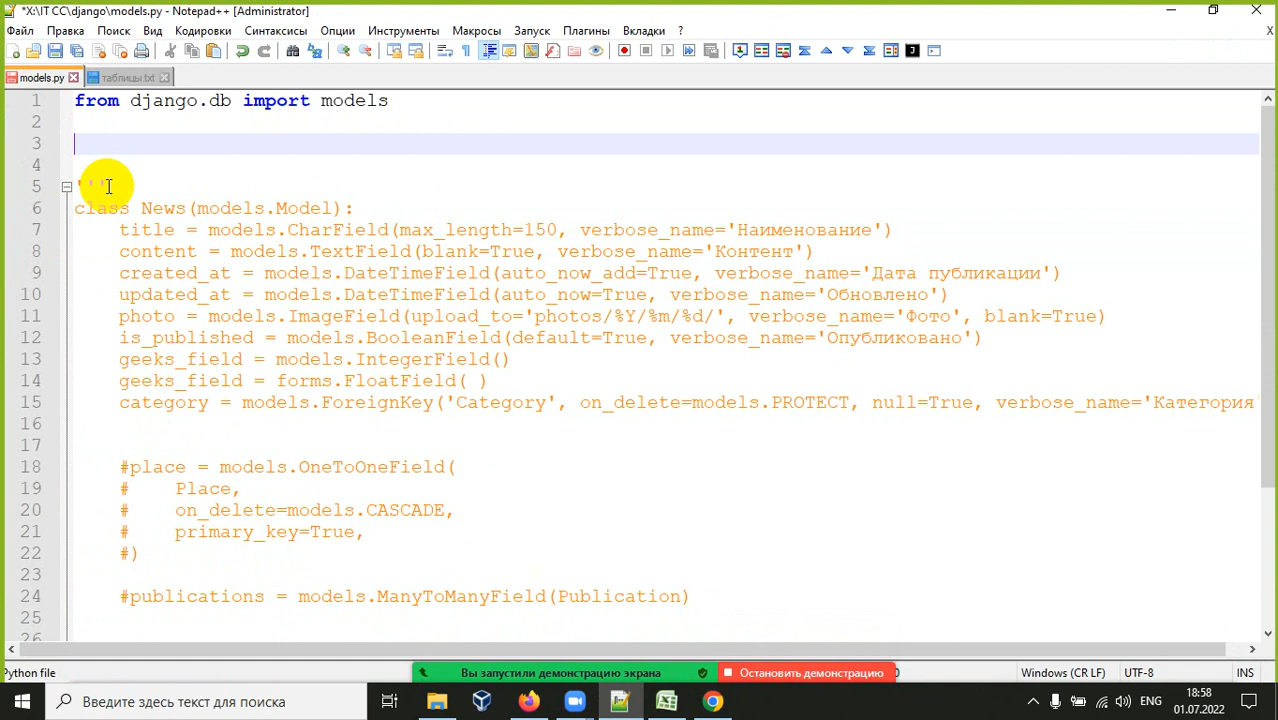 *X:\IT CC\django\models.py - Notepad++ [Administrator]
Файл Правка Поиск Вид Кодировки Синтаксисы Опции Инструменты Макросы Запуск Плагины Вкладки ? X
models.py таблицы.txt
1 from django.db import models
2
3
4
5 '''
6 class News(models.Model):
7 title = models.CharField(max_length=150, verbose_name='Наименование')
8 content = models.TextField(blank=True, verbose_name='Контент')
9 created_at = models.DateTimeField(auto_now_add=True, verbose_name='Дата публикации')
10 updated_at = models.DateTimeField(auto_now=True, verbose_name='Обновлено')
11 photo = models.ImageField(upload_to='photos/%Y/%m/%d/', verbose_name='Фото', blank=True)
12 is_published = models.BooleanField(default=True, verbose_name='Опубликовано')
13 geeks_field = models.IntegerField()
14 geeks_field = forms.FloatField( )
15 category = models.ForeignKey('Category', on_delete=models.PROTECT, null=True, verbose_name='Категория'
16
17
18 #place = models.OneToOneField(
19 # Place,
20 # on_delete=models.CASCADE,
21 # primary_key=True,
22 #)
23
24 #publications = models.ManyToManyField(Publication)
25
26
Python file Вы запустили демонстрацию экрана Остановить демонстрацию 0 Windows (CR LF) UTF-8 INS
Введите здесь текст для поиска ENG 18:58
01.07.2022